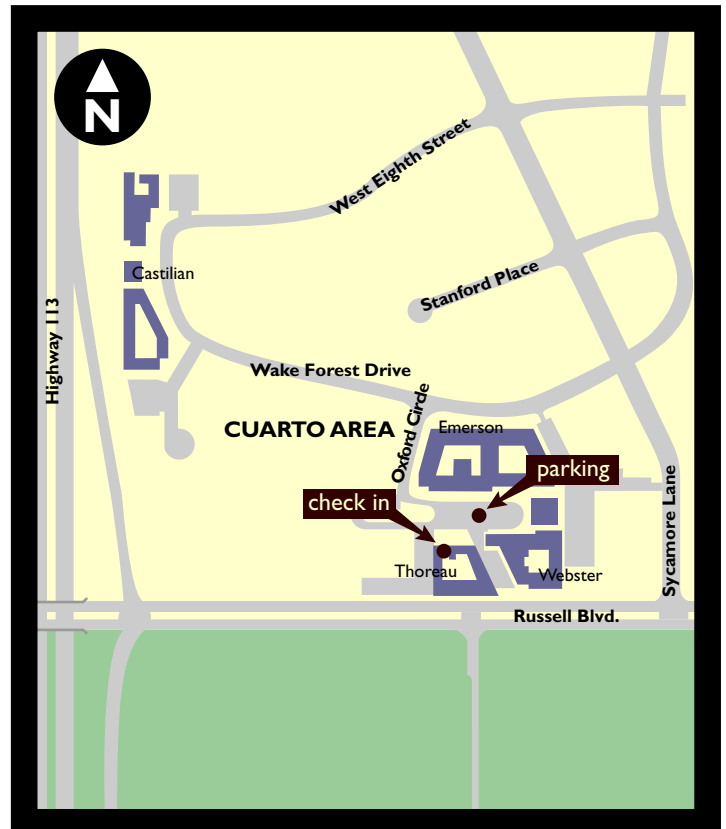 N
West Eighth Street
Castilian
Stanford Place
Highway 113
Wake Forest Drive
CUARTO AREA
Oxford Cirde
Emerson
parking
check in
Sycamore Lane
Thoreau
Webster
Russell Blvd.